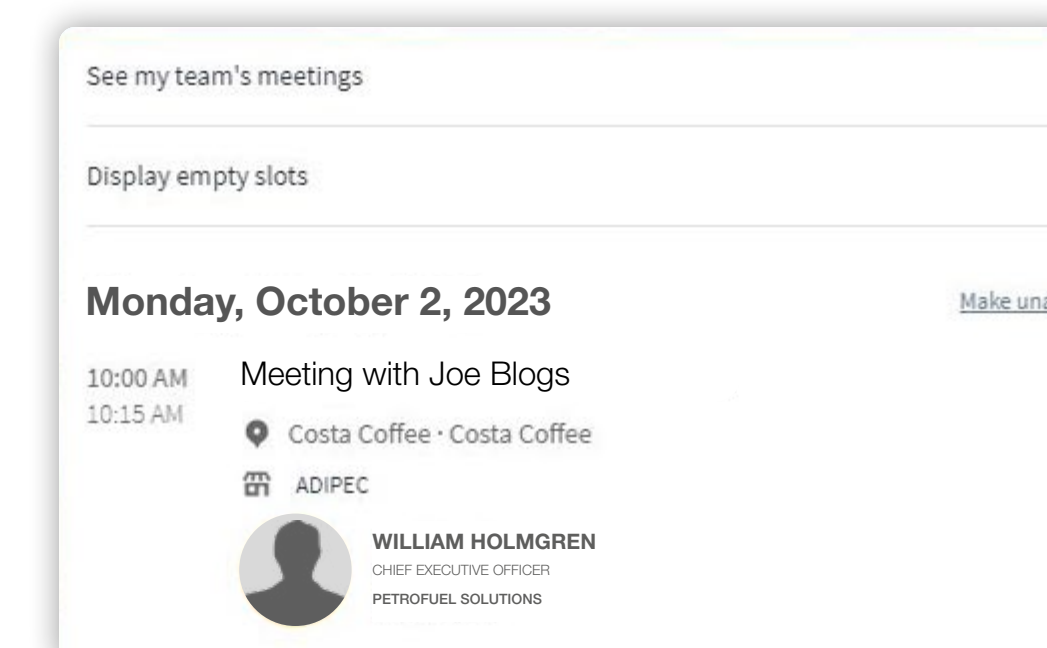 See my team's meetings
Display empty slots
Monday, October 2, 2023
Make
10:00 AM
Meeting with Joe Blogs
10:15 AM
Costa Coffee · Costa Coffee
ADIPEC
WILLIAM HOLMGREN
CHIEF EXECUTIVE OFFICER
PETROFUEL SOLUTIONS